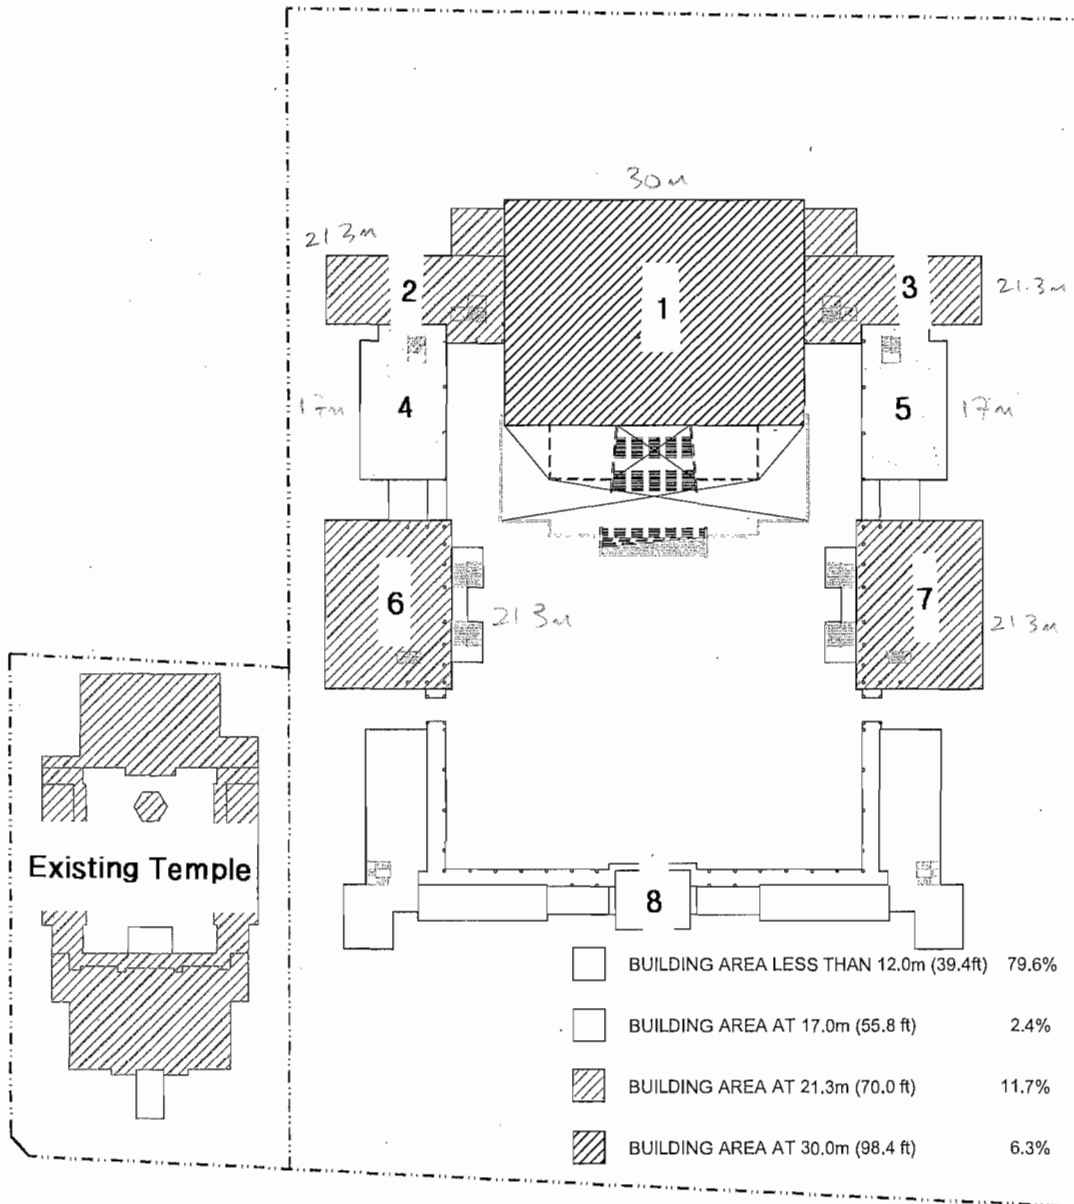 30m
21.3m
2
1
3
21.3m
17m
4
5
17m
6
21.3m
7
21.3m
Existing Temple
8
BUILDING AREA LESS THAN 12.0m (39.4ft) 79.6%
BUILDING AREA AT 17.0m (55.8 ft) 2.4%
BUILDING AREA AT 21.3m (70.0 ft) 11.7%
BUILDING AREA AT 30.0m (98.4 ft) 6.3%